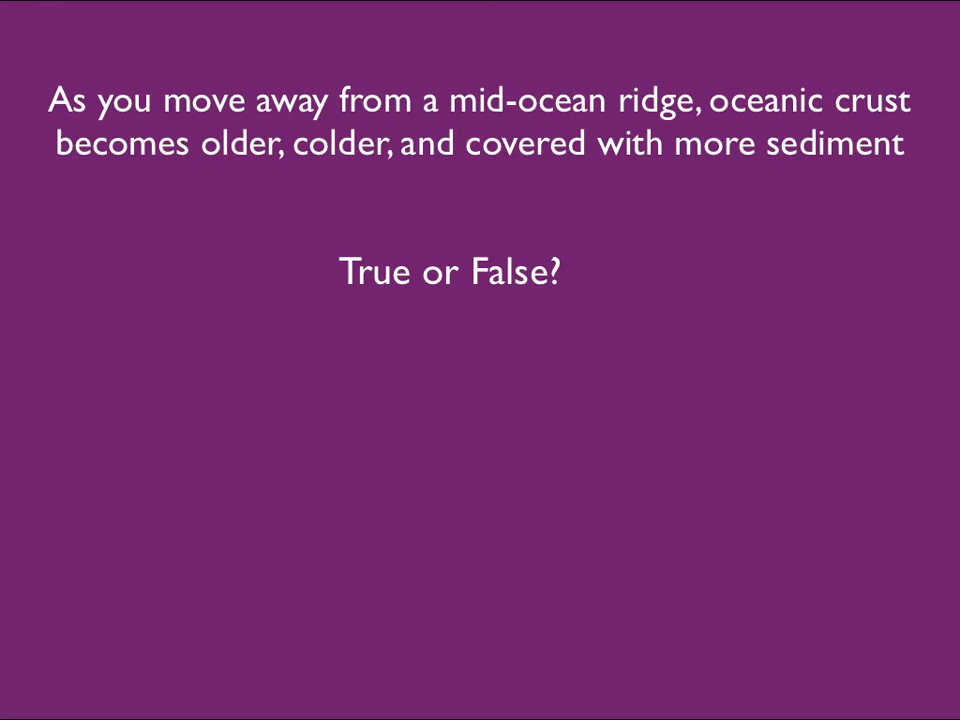 As you move away from a mid-ocean ridge, oceanic crust
becomes older, colder, and covered with more sediment
True or False?